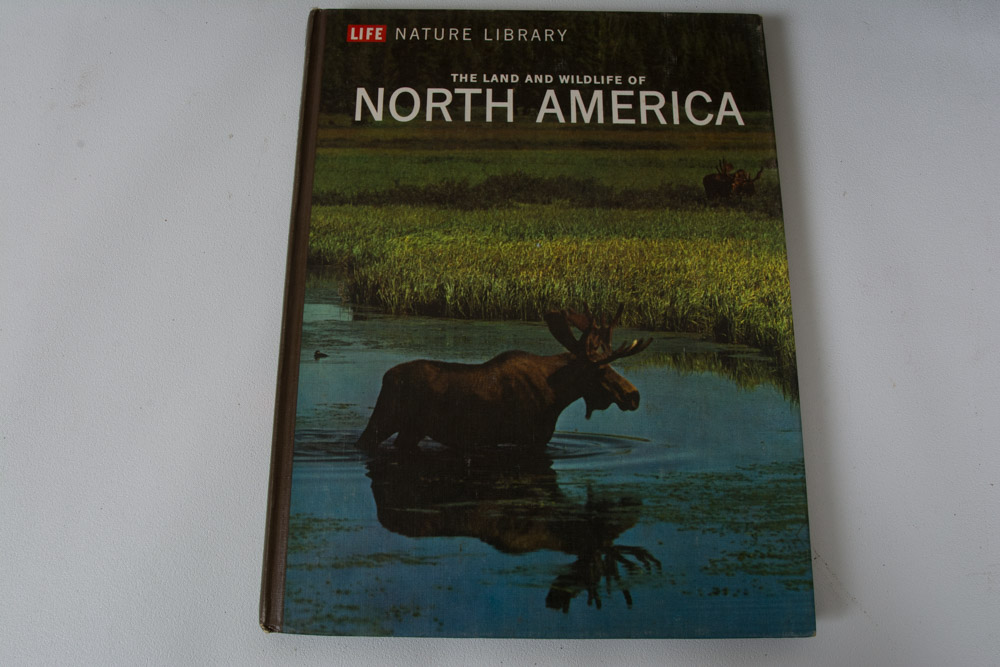 LIFE NATURE LIBRARY
THE LAND AND WILDLIFE OF
NORTH AMERICA